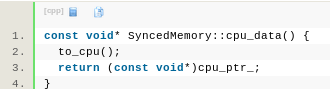 [cpp]
1. const void* SyncedMemory::cpu_data() {
2. to_cpu();
3. return (const void*)cpu_ptr_;
4. }